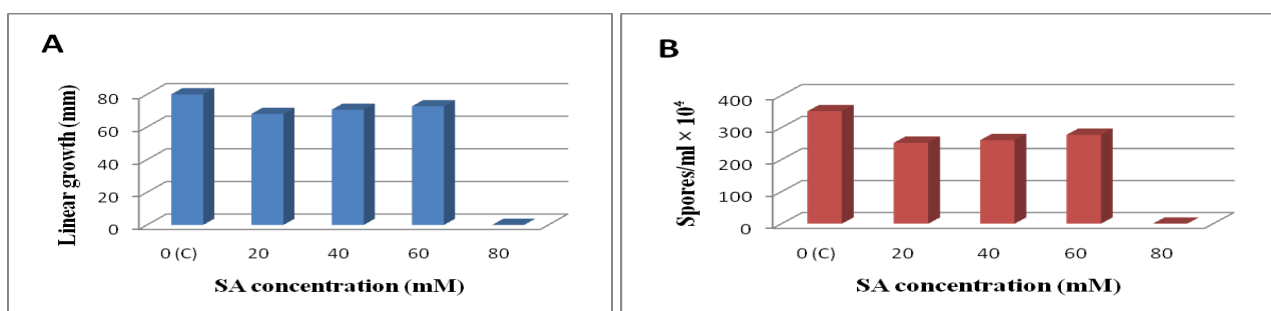 A
Linear growth (mm)
80
60
40
20
0
0 (C) 20 40 60 80
SA concentration (mM)
B
Spores/ml × 10⁴
400
300
200
100
0
0 (C) 20 40 60 80
SA concentration (mM)